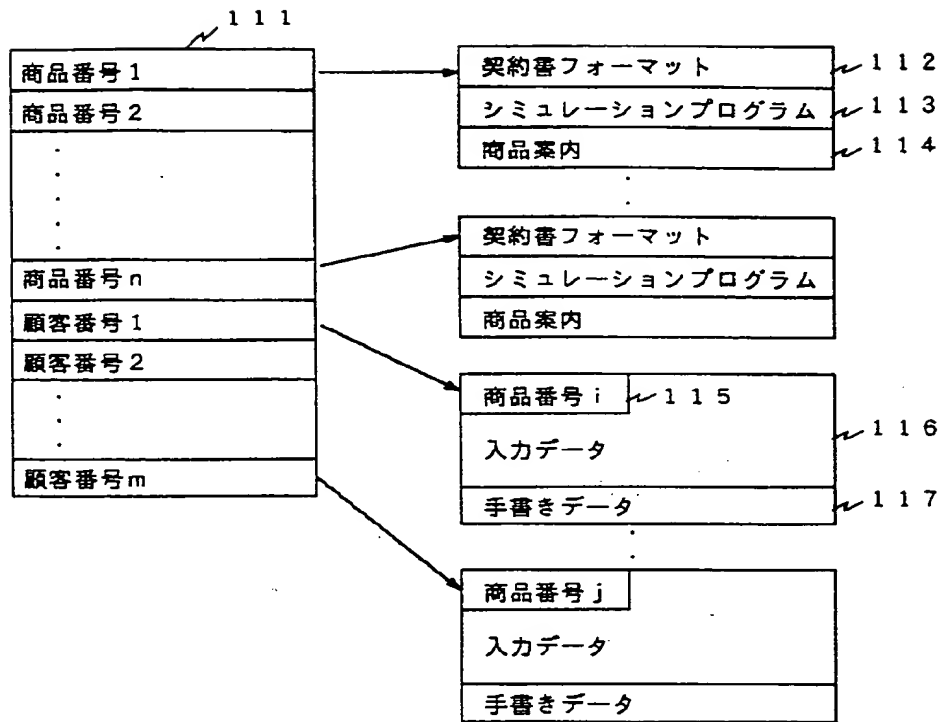 111
商品番号1
商品番号2
商品番号n
顧客番号1
顧客番号2
顧客番号m
契約書フォーマット
112
シミュレーションプログラム
113
商品案内
114
契約書フォーマット
シミュレーションプログラム
商品案内
商品番号i
115
入力データ
116
手書きデータ
117
商品番号j
入力データ
手書きデータ